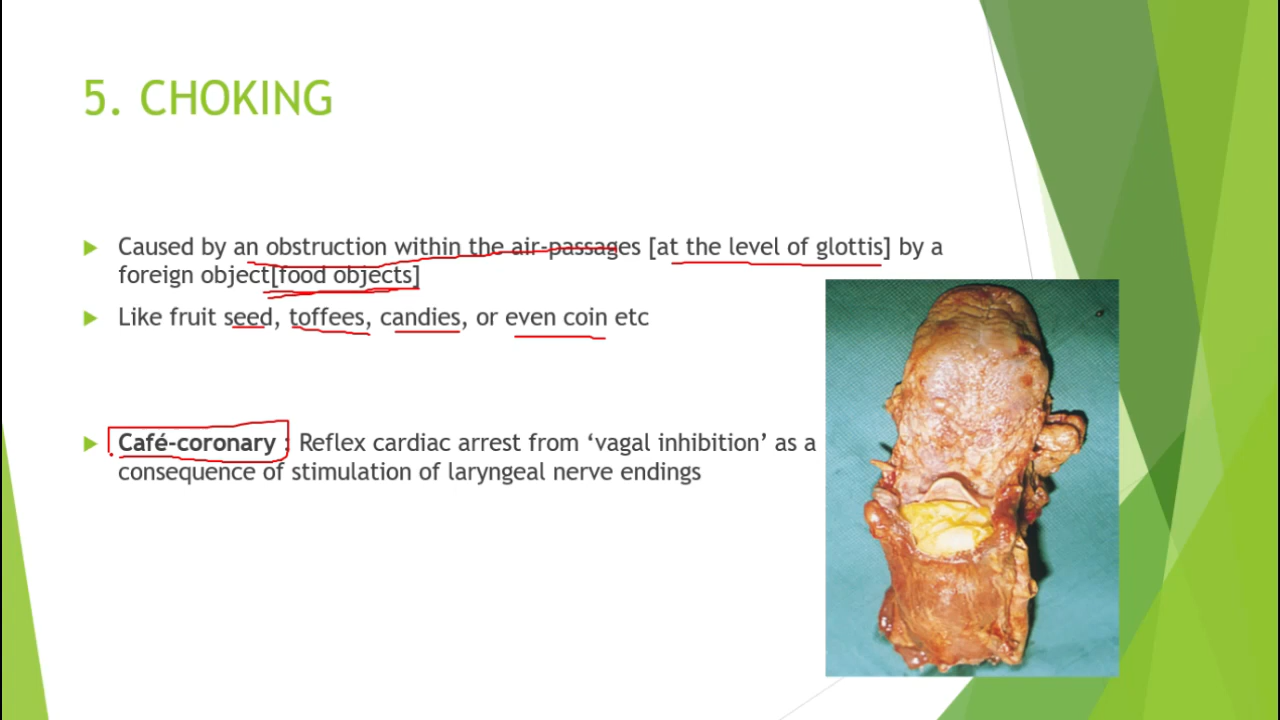 5. CHOKING
Caused by an obstruction within the air-passages [at the level of glottis] by a
foreign object[food objects]
Like fruit seed, toffees, candies, or even coin etc
Café-coronary : Reflex cardiac arrest from ‘vagal inhibition’ as a
consequence of stimulation of laryngeal nerve endings